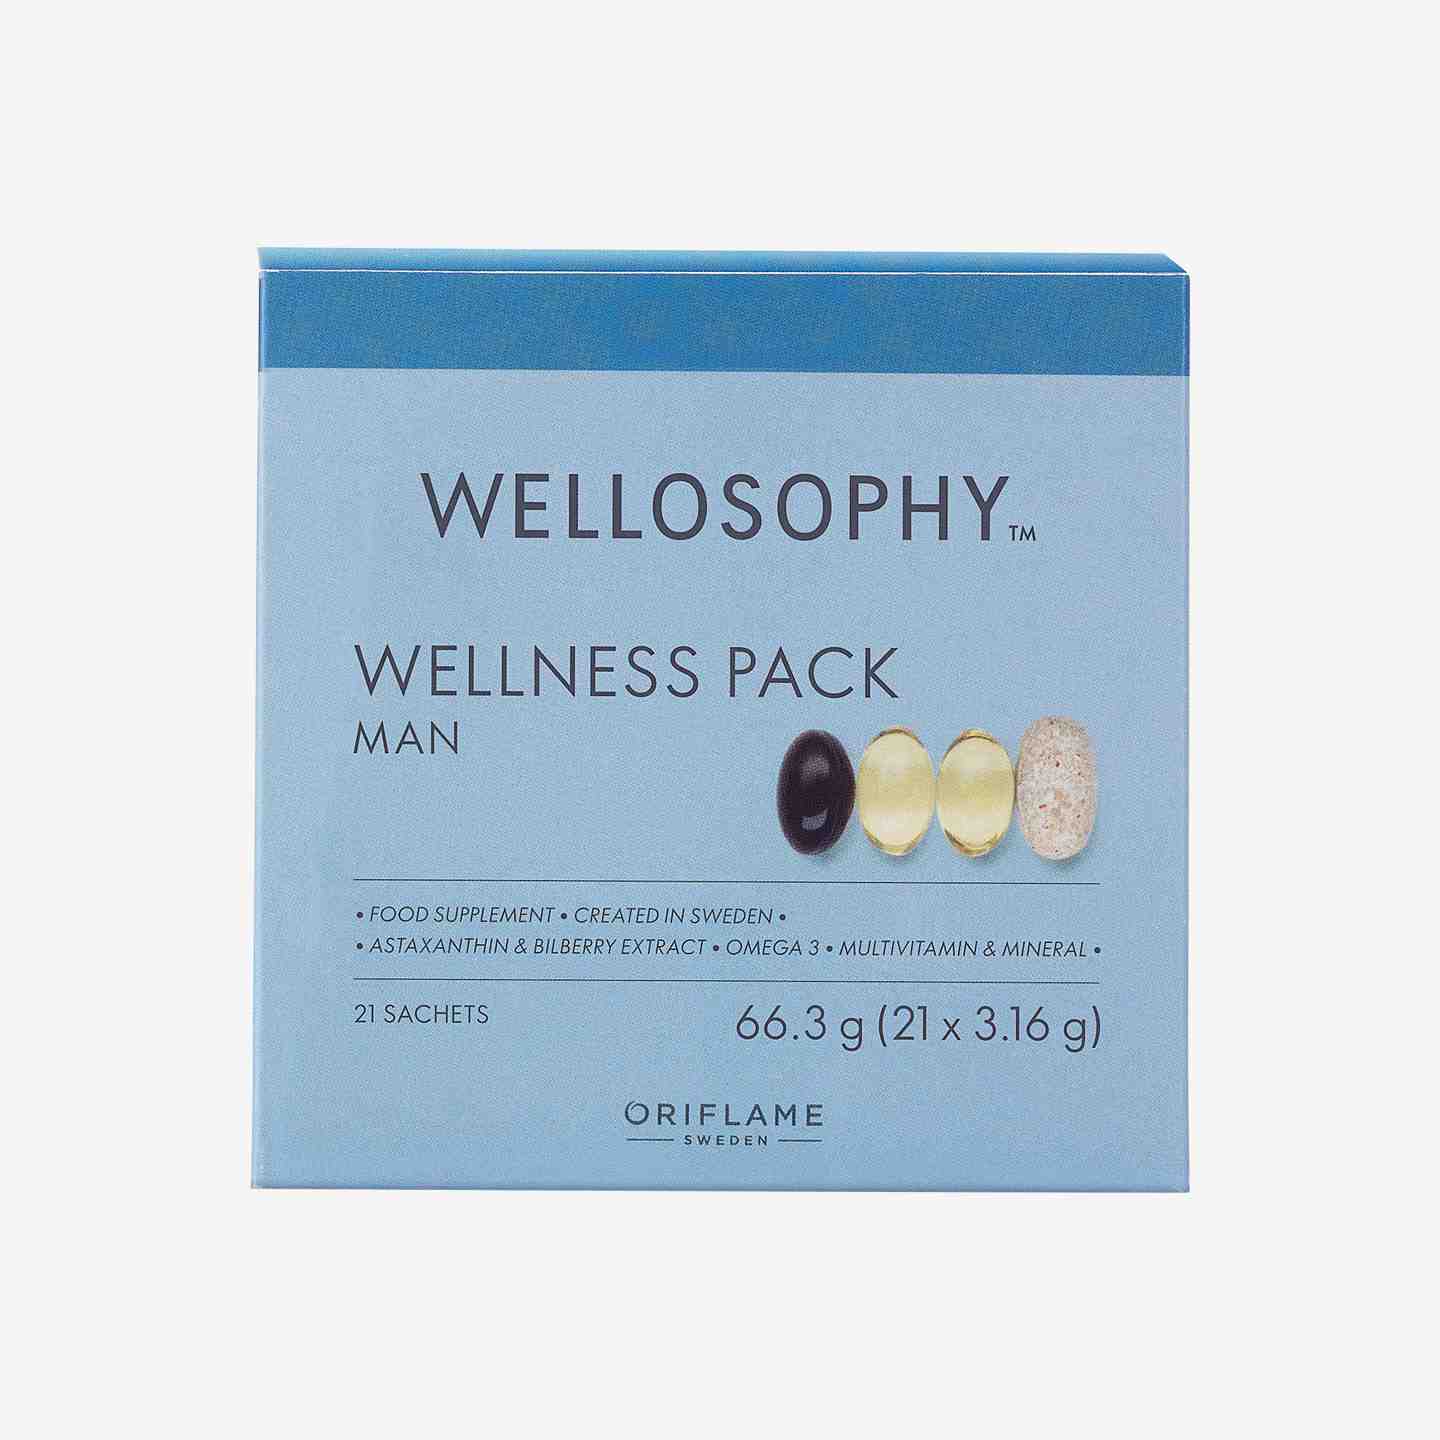 WELLOSOPHY™
WELLNESS PACK
MAN
• FOOD SUPPLEMENT • CREATED IN SWEDEN •
• ASTAXANTHIN & BILBERRY EXTRACT • OMEGA 3 • MULTIVITAMIN & MINERAL •
21 SACHETS 66.3 g (21 x 3.16 g)
ORIFLAME
SWEDEN